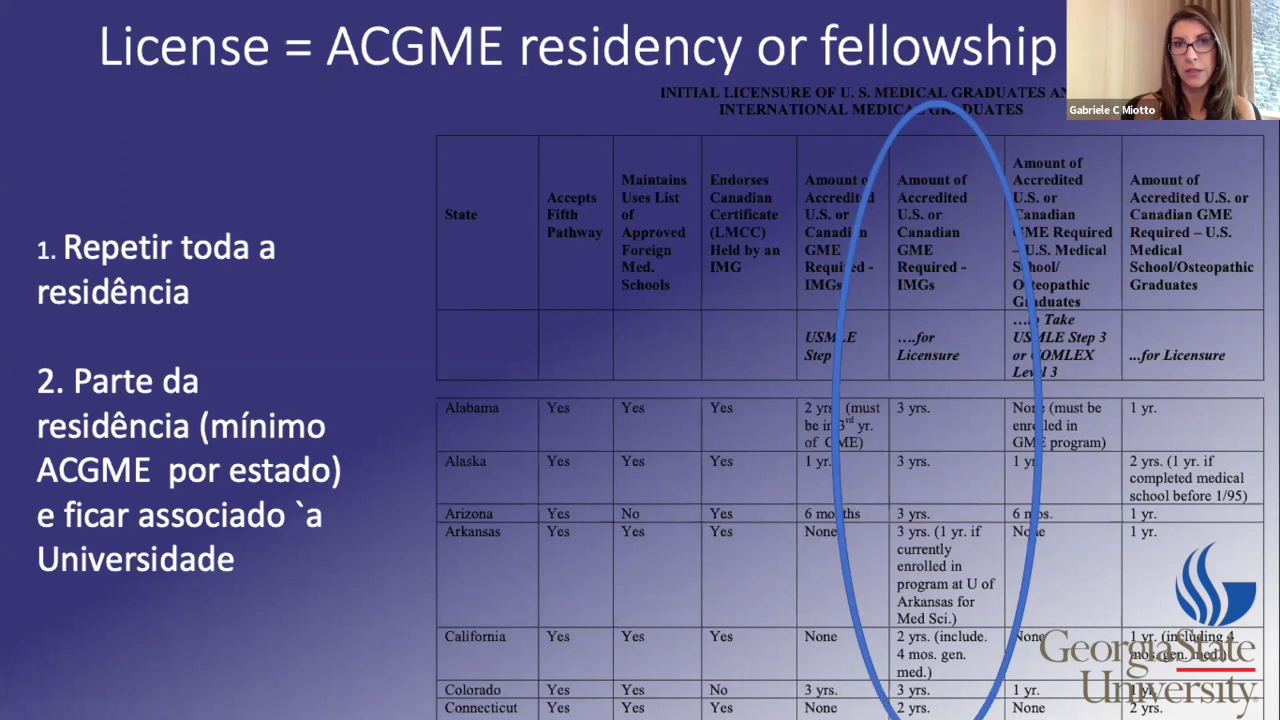 License = ACGME residency or fellowship
Gabriele C Miotto
INITIAL LICENSURE OF U. S. MEDICAL GRADUATES
INTERNATIONAL MEDICAL GRADUATES
1. Repetir toda a
residência
2. Parte da
residência (mínimo
ACGME por estado)
e ficar associado `a
Universidade
State
Accepts
Fifth
Pathway
Maintains
Uses List
of
Approved
Foreign
Med.
Schools
Endorses
Canadian
Certificate
(LMCC)
Held by an
IMG
Amount of
Accredited
U.S. or
Canadian
GME
Required -
IMGs
Amount of
Accredited
U.S. or
Canadian
GME
Required -
IMGs
Amount of
Accredited
U.S. or
Canadian
GME Required
– U.S. Medical
School/
Osteopathic
Graduates
Amount of
Accredited U.S. or
Canadian GME
Required – U.S.
Medical
School/Osteopathic
Graduates
USMLE
Step
….for
Licensure
…to Take
USMLE Step 3
or COMLEX
Level 3
...for Licensure
Alabama Yes Yes Yes 2 yrs. (must be in 3rd yr. of GME) 3 yrs. None (must be enrolled in GME program) 1 yr.
Alaska Yes Yes Yes 1 yr. 3 yrs. 1 yr. 2 yrs. (1 yr. if completed medical school before 1/95)
Arizona Yes No Yes 6 months 3 yrs. 6 mos. 1 yr.
Arkansas Yes Yes Yes None 3 yrs. (1 yr. if currently enrolled in program at U of Arkansas for Med Sci.) None 1 yr.
California Yes Yes Yes None 2 yrs. (include. 4 mos. gen. med.) None 1 yr. (including 4 mos. gen. med.)
Colorado Yes Yes No 3 yrs. 3 yrs. 1 yr.
Connecticut Yes Yes Yes None 2 yrs. None 2 yrs.
GeorgiaState
University